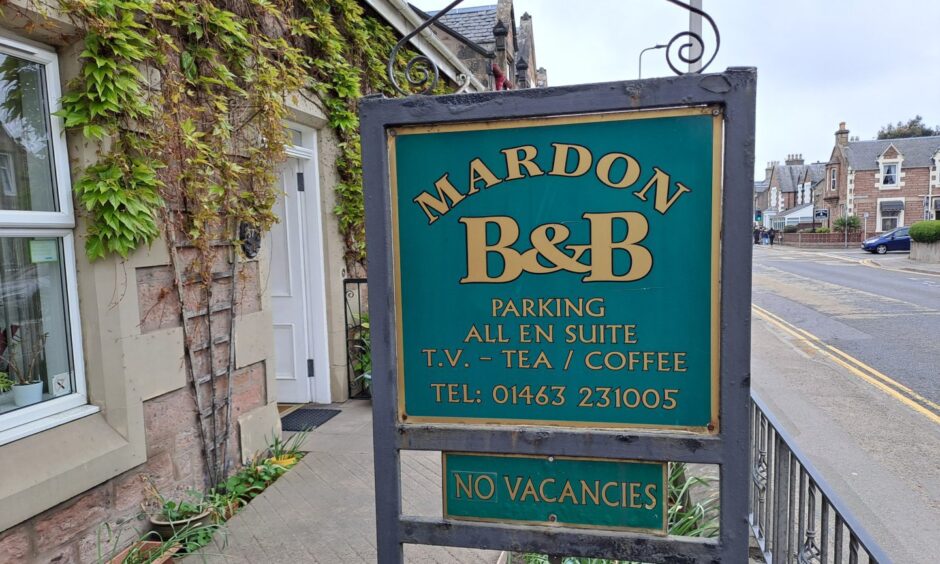 MARDON
B&B
PARKING
ALL EN SUITE
T.V. – TEA / COFFEE
TEL: 01463 231005
NO VACANCIES